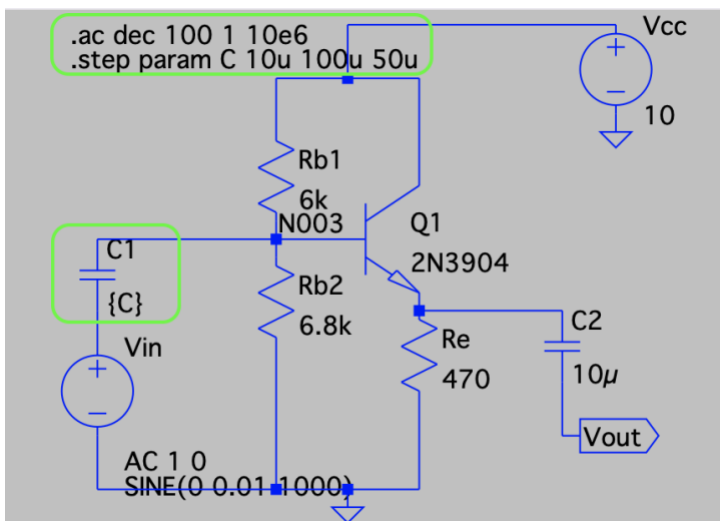 .ac dec 100 1 10e6
.step param C 10u 100u 50u
Vcc
10
Rb1
6k
N003
Q1
2N3904
C1
{C}
Rb2
6.8k
Vin
Re
470
C2
10µ
Vout
AC 1 0
SINE(0 0.01 1000)